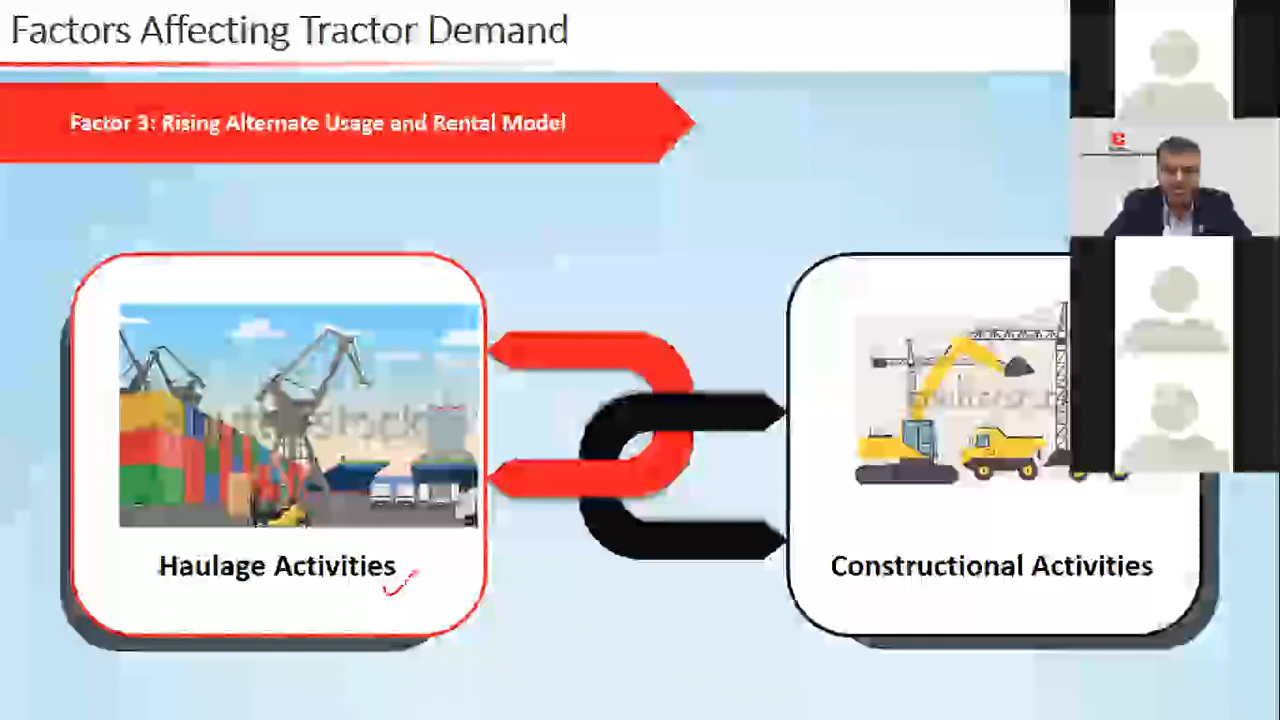 Factors Affecting Tractor Demand
Factor 3: Rising Alternate Usage and Rental Model
Haulage Activities
Constructional Activities